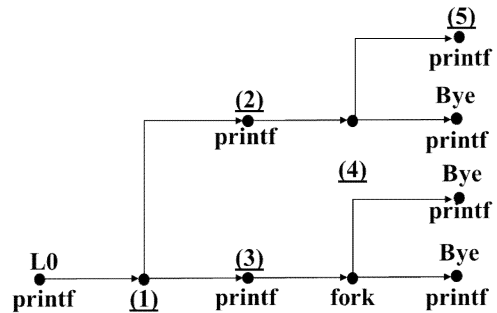 (5)
printf
(2)
printf
Bye
printf
(4)
Bye
printf
L0
printf
(1)
(3)
printf
fork
Bye
printf